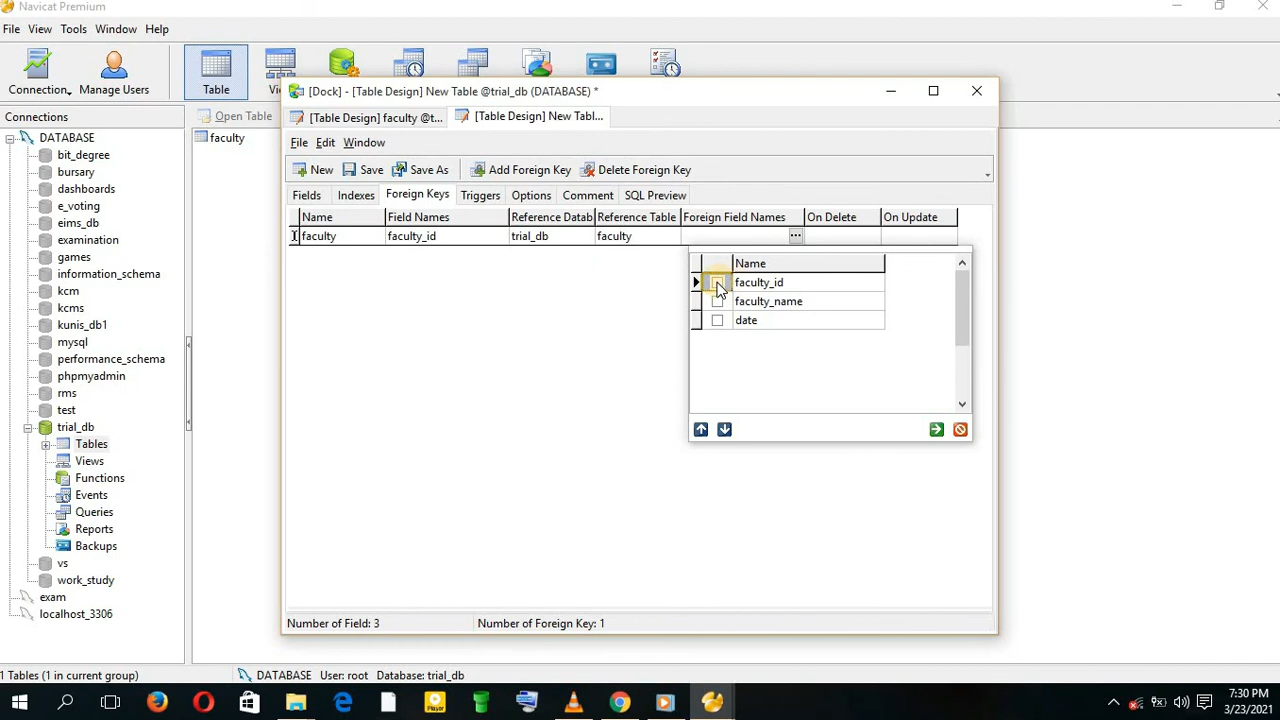 Navicat Premium
File View Tools Window Help
Connection Manage Users Table
[Dock] - [Table Design] New Table @trial_db (DATABASE) *
Connections
Open Table
[Table Design] faculty @t... [Table Design] New Tabl...
DATABASE
bit_degree
bursary
dashboards
e_voting
eims_db
examination
games
information_schema
kcm
kcms
kunis_db1
mysql
performance_schema
phpmyadmin
rms
test
trial_db
Tables
Views
Functions
Events
Queries
Reports
Backups
vs
work_study
exam
localhost_3306
faculty
File Edit Window
New Save Save As Add Foreign Key Delete Foreign Key
Fields Indexes Foreign Keys Triggers Options Comment SQL Preview
Name Field Names Reference Datab Reference Table Foreign Field Names On Delete On Update
faculty faculty_id trial_db faculty ...
Name
faculty_id
faculty_name
date
Number of Field: 3 Number of Foreign Key: 1
1 Tables (1 in current group) DATABASE User: root Database: trial_db
Player
7:30 PM
3/23/2021